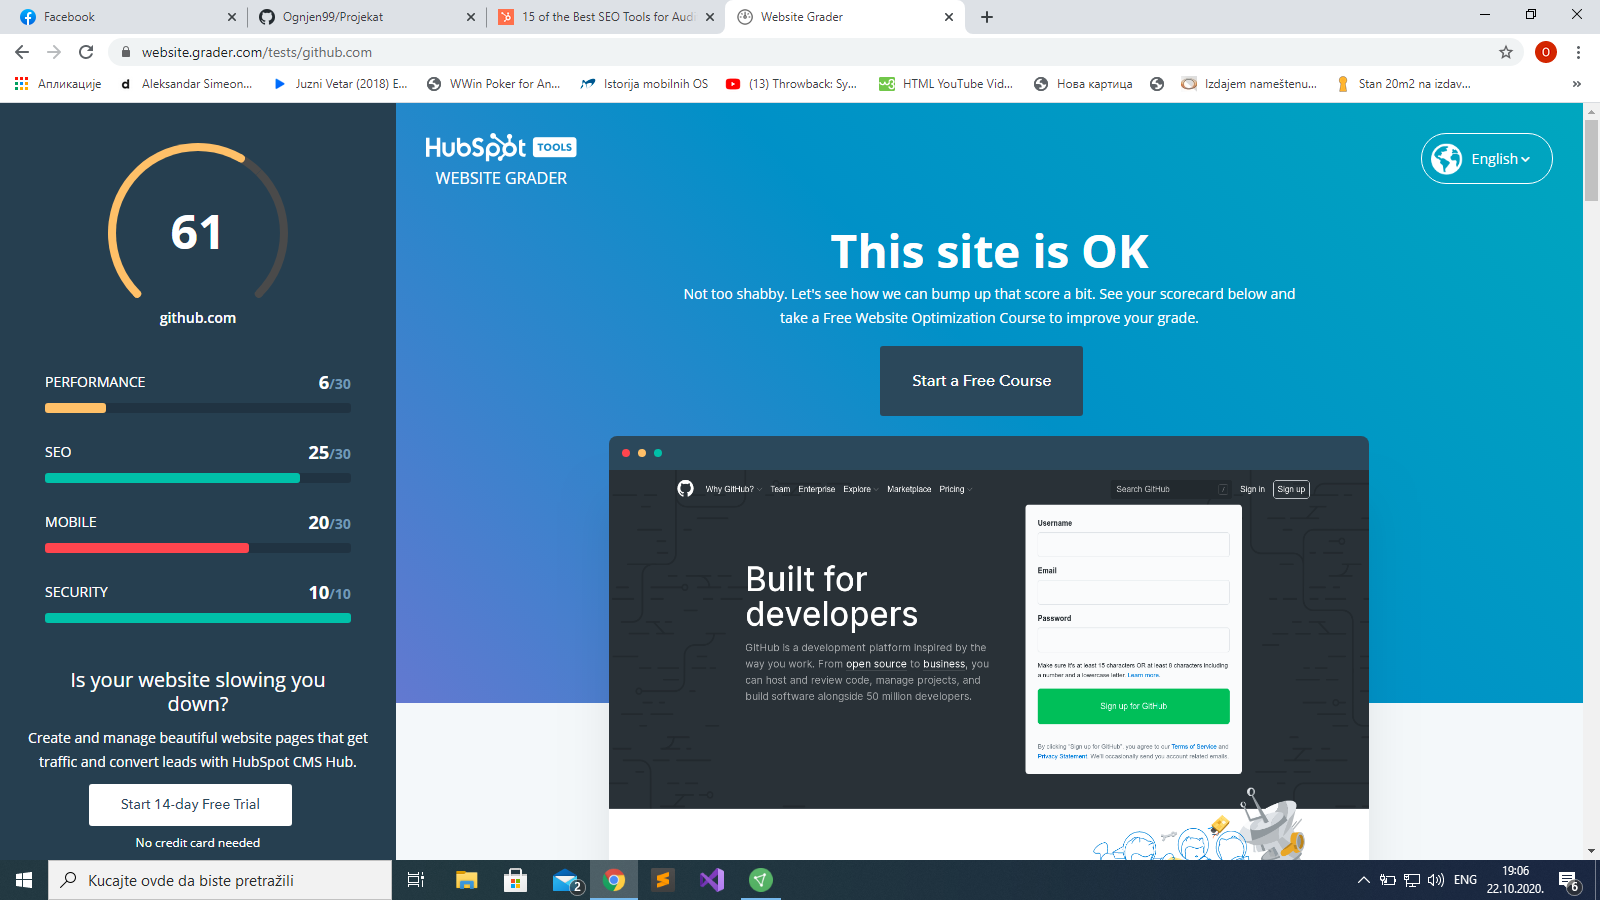 Facebook
Ognjen99/Projekat
15 of the Best SEO Tools for Audi
Website Grader
website.grader.com/tests/github.com
O
Апликације
d
Aleksandar Simeon...
Juzni Vetar (2018) E...
WWin Poker for An...
Istorija mobilnih OS
(13) Throwback: Sy...
W3
HTML YouTube Vid...
Нова картица
Izdajem nameštenu...
Stan 20m2 na izdav...
»
61
github.com
PERFORMANCE 6/30
SEO 25/30
MOBILE 20/30
SECURITY 10/10
Is your website slowing you
down?
Create and manage beautiful website pages that get
traffic and convert leads with HubSpot CMS Hub.
Start 14-day Free Trial
No credit card needed
HubSpot TOOLS
WEBSITE GRADER
English
This site is OK
Not too shabby. Let's see how we can bump up that score a bit. See your scorecard below and
take a Free Website Optimization Course to improve your grade.
Start a Free Course
Why GitHub? Team Enterprise Explore Marketplace Pricing
Search GitHub /
Sign in
Sign up
Built for
developers
GitHub is a development platform inspired by the
way you work. From open source to business, you
can host and review code, manage projects, and
build software alongside 50 million developers.
Username
Email
Password
Make sure it's at least 15 characters OR at least 8 characters including
a number and a lowercase letter. Learn more.
Sign up for GitHub
By clicking "Sign up for GitHub", you agree to our Terms of Service and
Privacy Statement. We'll occasionally send you account related emails.
Kucajte ovde da biste pretražili
2
ENG
19:06
22.10.2020.
6